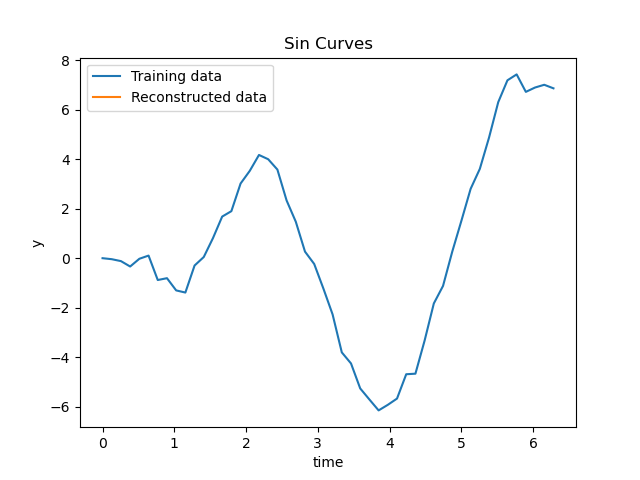 Sin Curves
Training data
Reconstructed data
y
8
6
4
2
0
−2
−4
−6
0 1 2 3 4 5 6
time